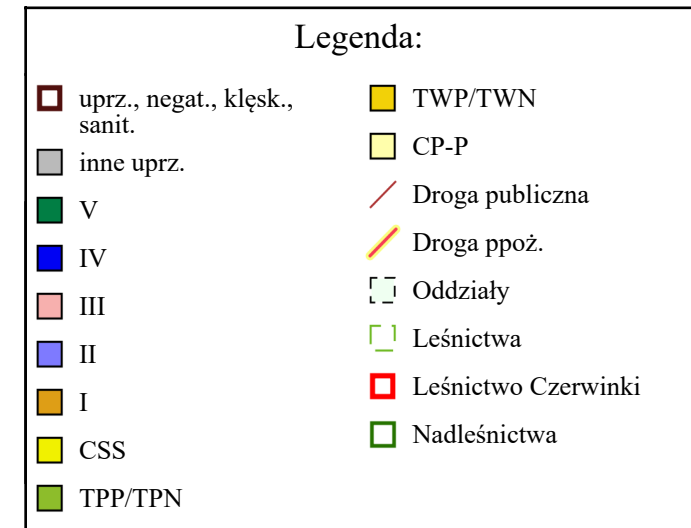 Legenda:
uprz., negat., klęsk.,
sanit.
inne uprz.
V
IV
III
II
I
CSS
TPP/TPN
TWP/TWN
CP-P
Droga publiczna
Droga ppoż.
Oddziały
Leśnictwa
Leśnictwo Czerwinki
Nadleśnictwa